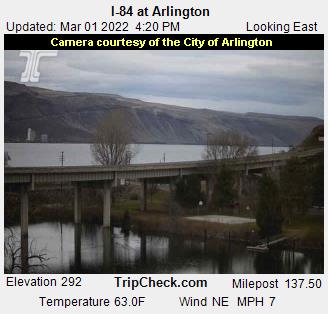 I-84 at Arlington
Updated: Mar 01 2022 4:20 PM Looking East
Camera courtesy of the City of Arlington
Elevation 292 TripCheck.com Milepost 137.50
Temperature 63.0F Wind NE MPH 7